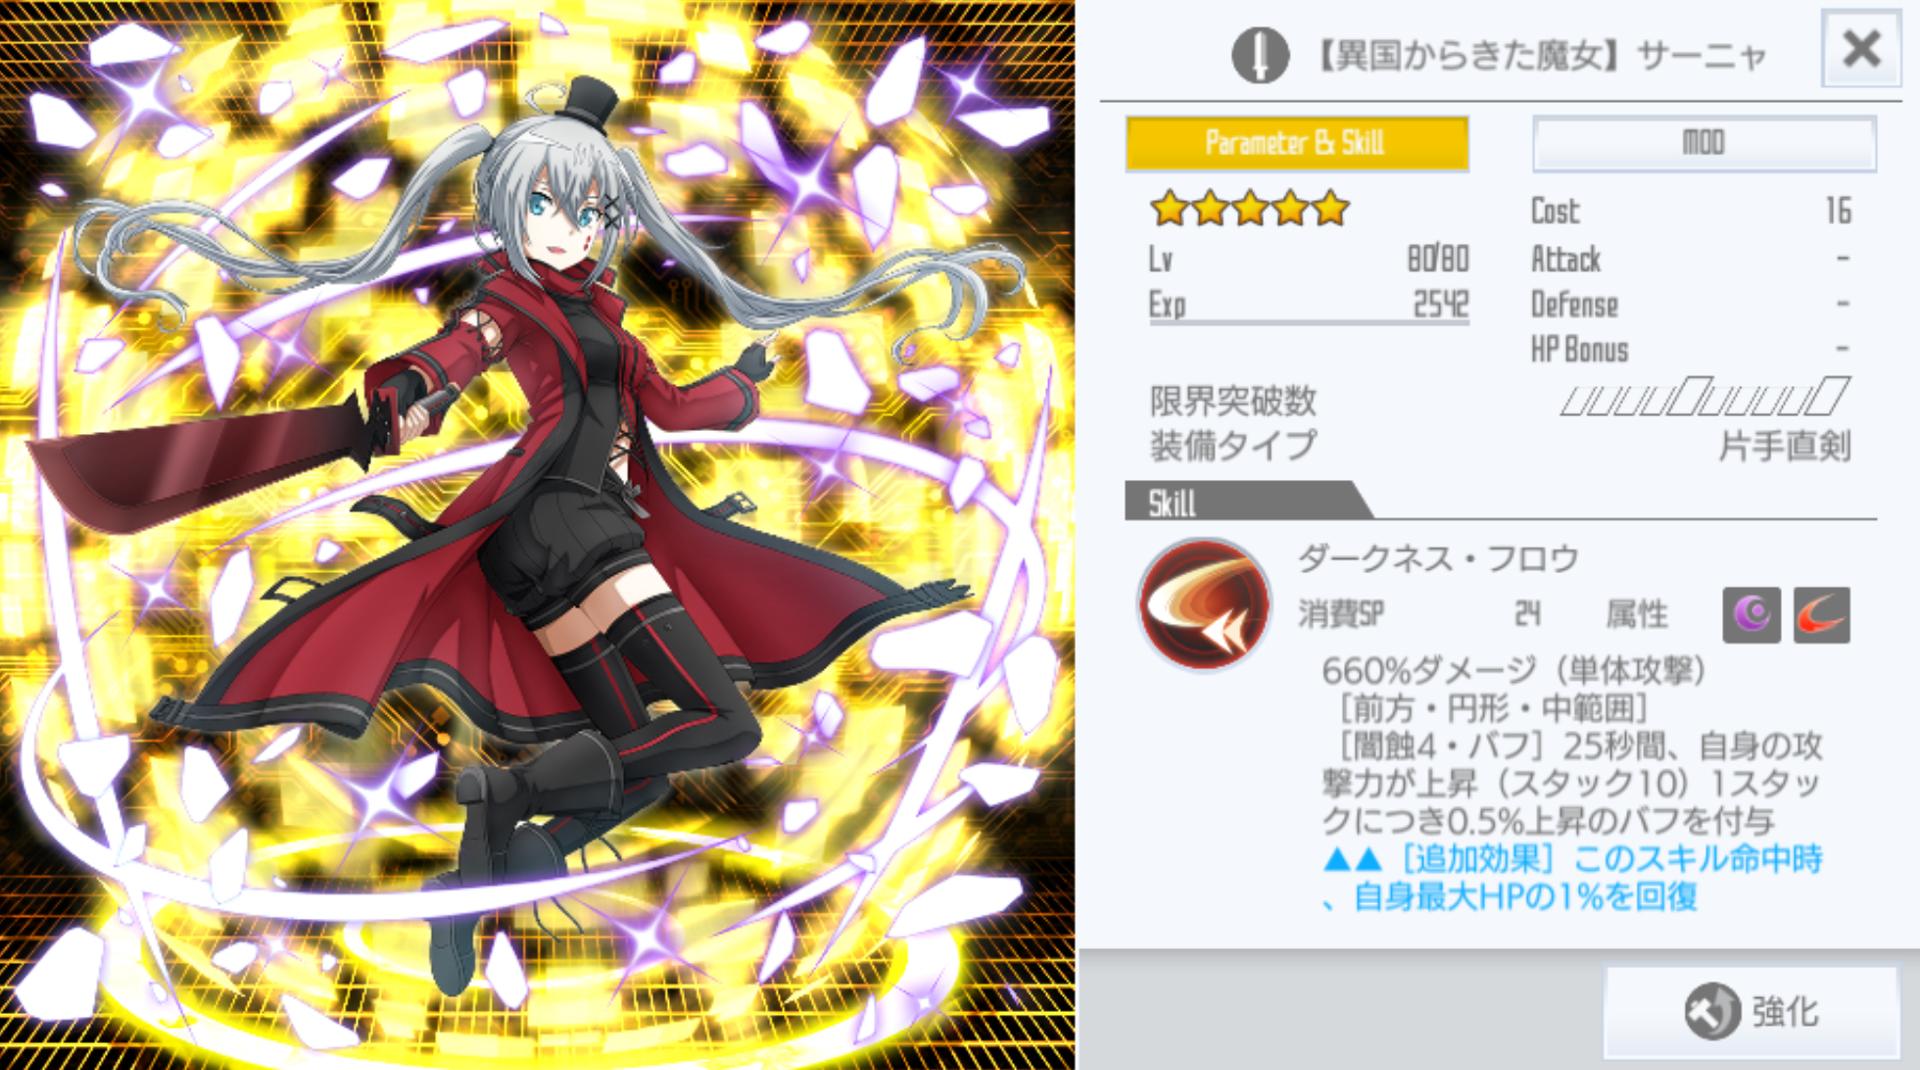 【異国からきた魔女】サーニャ
Parameter & Skill
MOD
Lv 80/80
Exp 2542
Cost 16
Attack -
Defense -
HP Bonus -
限界突破数
装備タイプ 片手直剣
Skill
ダークネス・フロウ
消費SP 24 属性
660%ダメージ（単体攻撃）
［前方・円形・中範囲］
［闇蝕4・バフ］25秒間、自身の攻
撃力が上昇（スタック10）1スタッ
クにつき0.5%上昇のバフを付与
▲▲［追加効果］このスキル命中時
、自身最大HPの1%を回復
強化